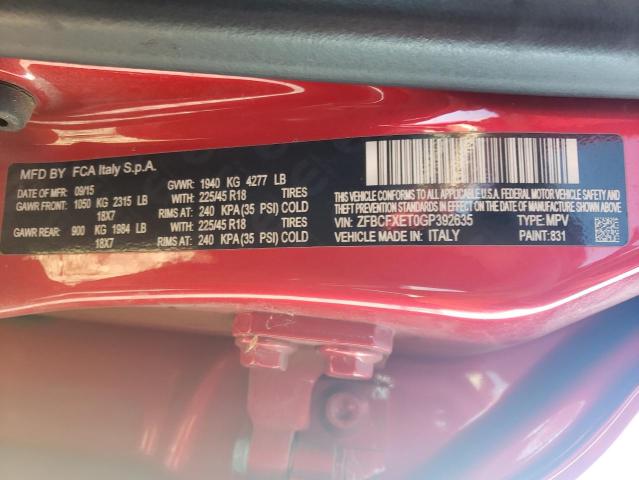 MFD BY FCA Italy S.p.A.
DATE OF MFR 09/15 GVWR: 1940 KG 4277 LB
GAWR FRONT: 1050 KG 2315 LB WITH 225/45 R18 TIRES
18X7 RIMS AT 240 KPA (35 PSI) COLD
GAWR REAR: 900 KG 1984 LB WITH 225/45 R18 TIRES
18X7 RIMS AT 240 KPA (35 PSI) COLD
THIS VEHICLE CONFORMS TO ALL APPLICABLE U.S.A. FEDERAL MOTOR VEHICLE SAFETY,
BUMPER, AND THEFT PREVENTION STANDARDS IN EFFECT ON THE DATE OF MANUFACTURE SHOWN ABOVE
VIN: ZFBCFXET0GP392635 TYPE: MPV
VEHICLE MADE IN: ITALY PAINT: 831